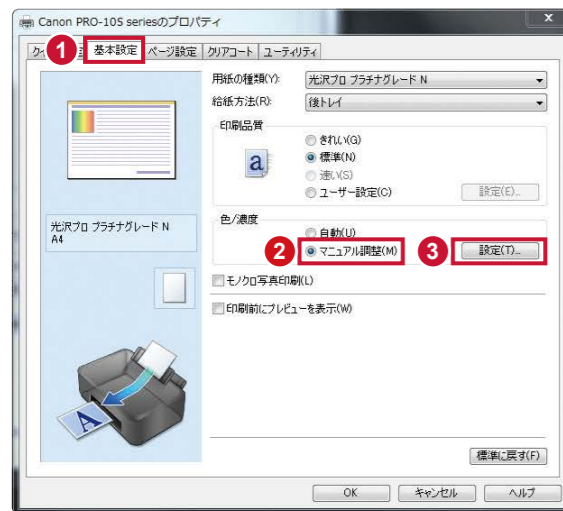 Canon PRO-10S seriesのプロパティ
x
1
基本設定 ページ設定 クリアコート ユーティリティ
用紙の種類(Y): 光沢プロ プラチナグレード N
給紙方法(R): 後トレイ
印刷品質
きれい(G)
a 標準(N)
速い(S)
ユーザー設定(C) 設定(E)...
光沢プロ プラチナグレード N
A4
色/濃度
自動(U)
2 マニュアル調整(M) 3 設定(T)...
モノクロ写真印刷(L)
印刷前にプレビューを表示(W)
A
標準に戻す(F)
OK キャンセル ヘルプ